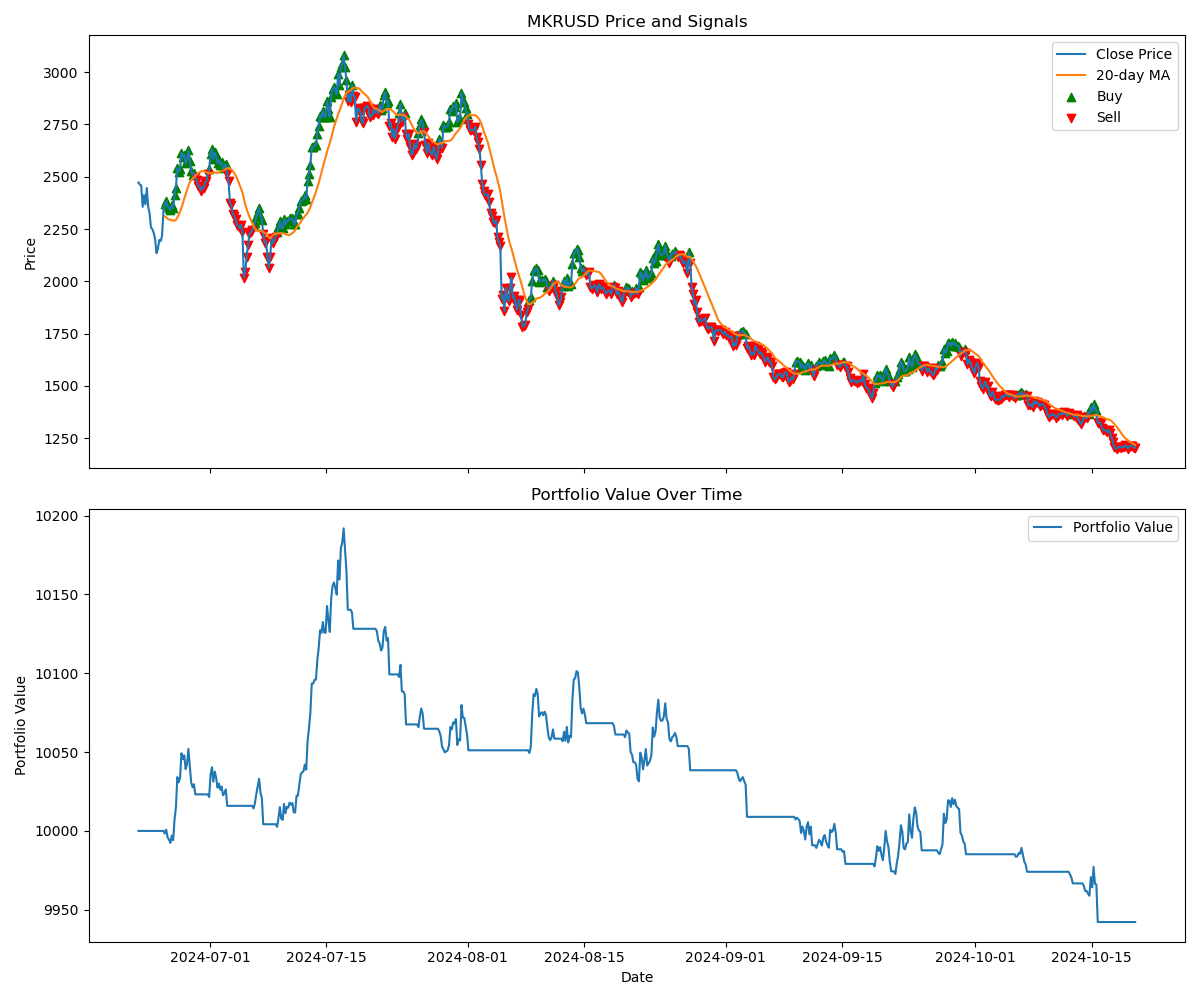 MKRUSD Price and Signals
Close Price
20-day MA
Buy
Sell
3000
2750
2500
2250
2000
1750
1500
1250
Price
Portfolio Value Over Time
Portfolio Value
10200
10150
10100
10050
10000
9950
Portfolio Value
2024-07-01
2024-07-15
2024-08-01
2024-08-15
2024-09-01
2024-09-15
2024-10-01
2024-10-15
Date